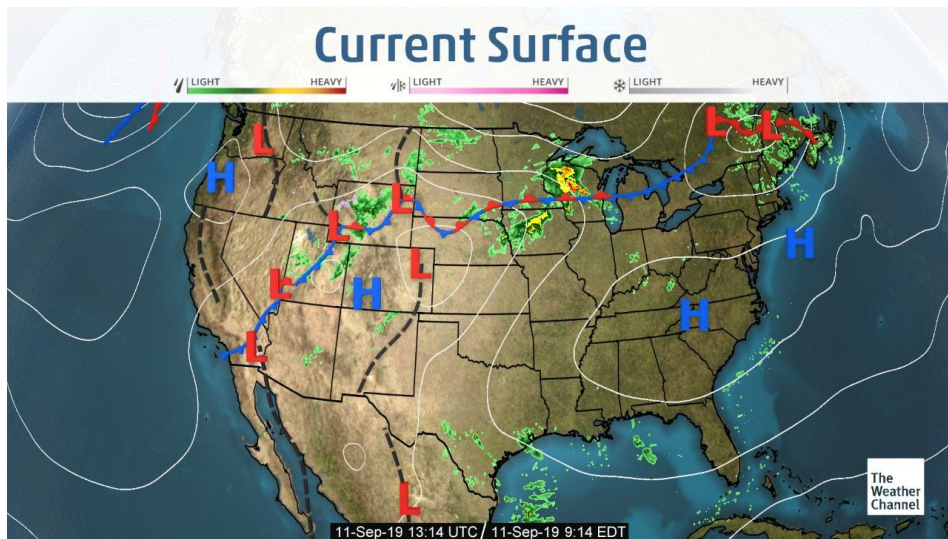 Current Surface
LIGHT HEAVY LIGHT HEAVY LIGHT HEAVY
L L L
H
L
L
H
L
L H
H
L
L
The
Weather
Channel
11-Sep-19 13:14 UTC / 11-Sep-19 9:14 EDT